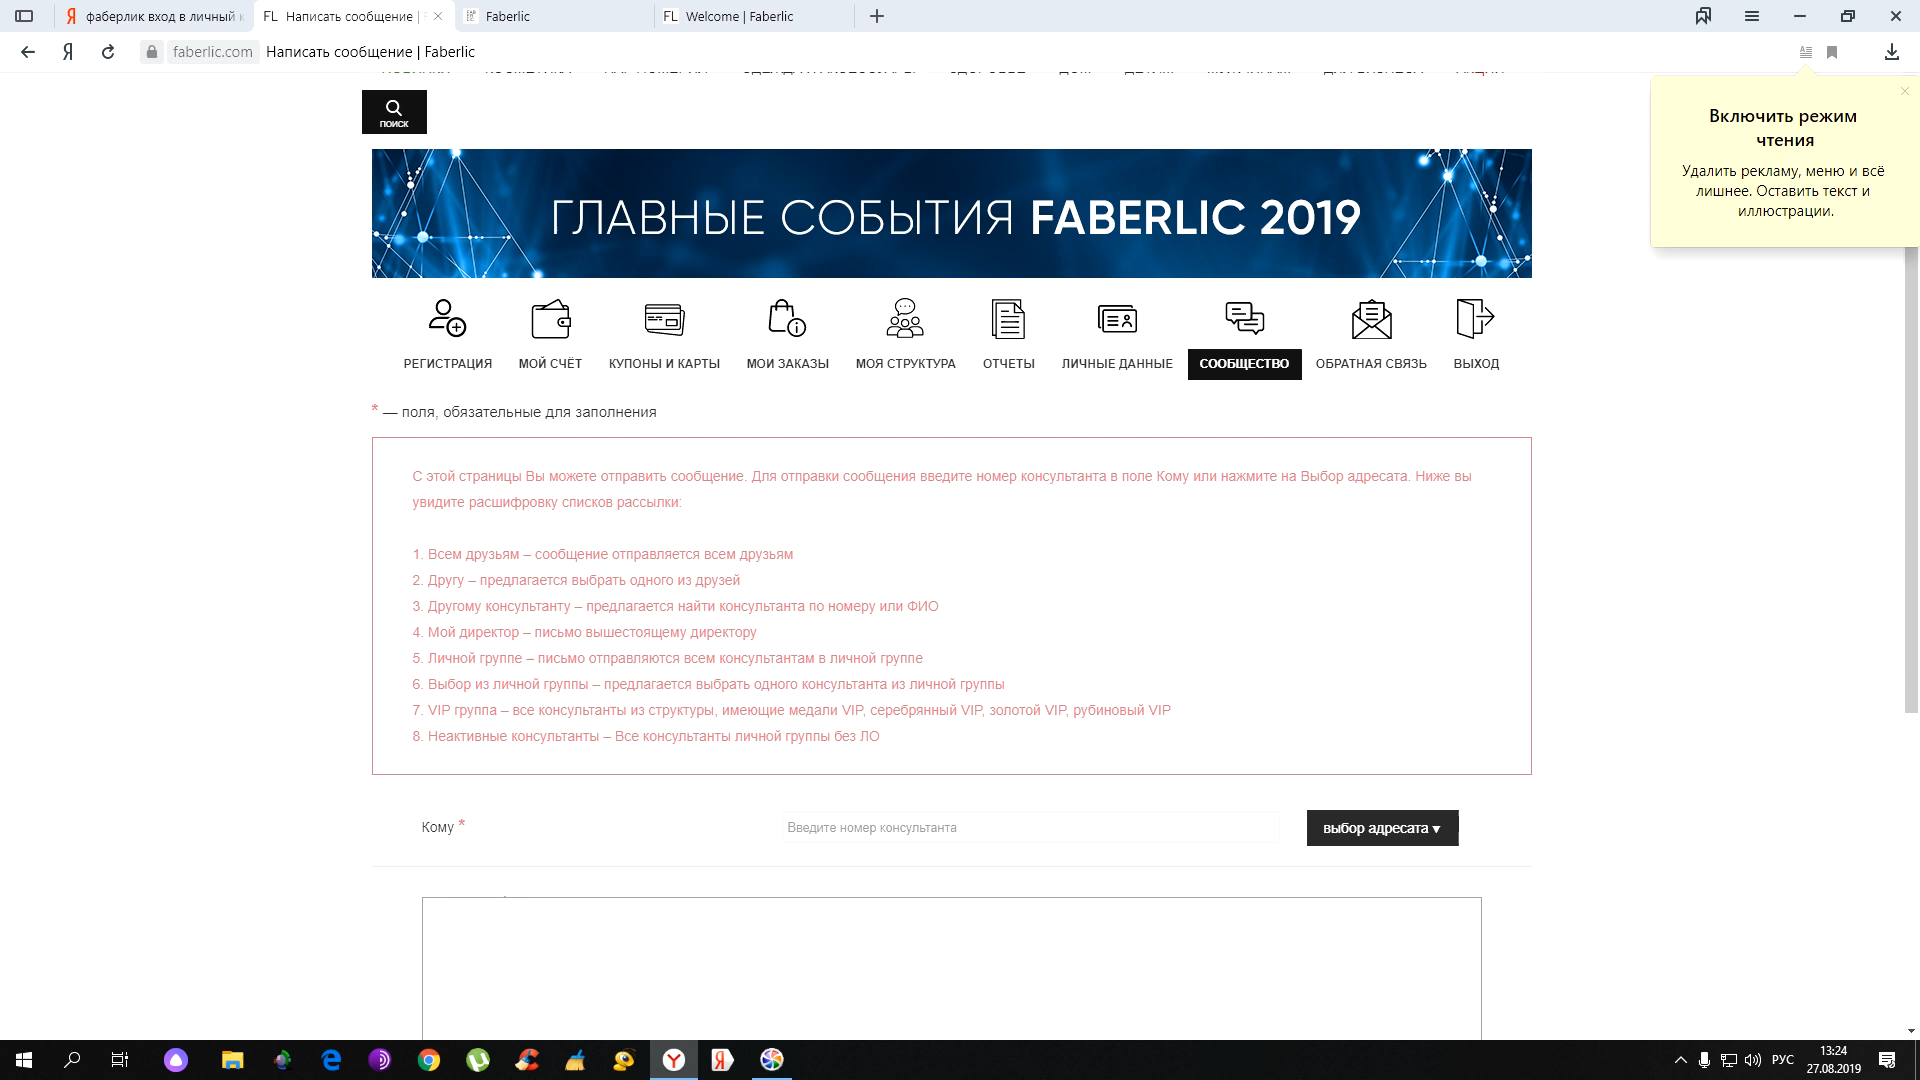 фаберлик вход в личный к
FL Написать сообщение | F
Faberlic
FL Welcome | Faberlic
faberlic.com Написать сообщение | Faberlic
поиск
Включить режим
чтения
Удалить рекламу, меню и всё
лишнее. Оставить текст и
иллюстрации.
ГЛАВНЫЕ СОБЫТИЯ FABERLIC 2019
РЕГИСТРАЦИЯ
МОЙ СЧЁТ
КУПОНЫ И КАРТЫ
МОИ ЗАКАЗЫ
МОЯ СТРУКТУРА
ОТЧЕТЫ
ЛИЧНЫЕ ДАННЫЕ
СООБЩЕСТВО
ОБРАТНАЯ СВЯЗЬ
ВЫХОД
* — поля, обязательные для заполнения
С этой страницы Вы можете отправить сообщение. Для отправки сообщения введите номер консультанта в поле Кому или нажмите на Выбор адресата. Ниже вы
увидите расшифровку списков рассылки:
1. Всем друзьям – сообщение отправляется всем друзьям
2. Другу – предлагается выбрать одного из друзей
3. Другому консультанту – предлагается найти консультанта по номеру или ФИО
4. Мой директор – письмо вышестоящему директору
5. Личной группе – письмо отправляются всем консультантам в личной группе
6. Выбор из личной группы – предлагается выбрать одного консультанта из личной группы
7. VIP группа – все консультанты из структуры, имеющие медали VIP, серебрянный VIP, золотой VIP, рубиновый VIP
8. Неактивные консультанты – Все консультанты личной группы без ЛО
Кому *
Введите номер консультанта
выбор адресата ▼
РУС
13:24
27.08.2019